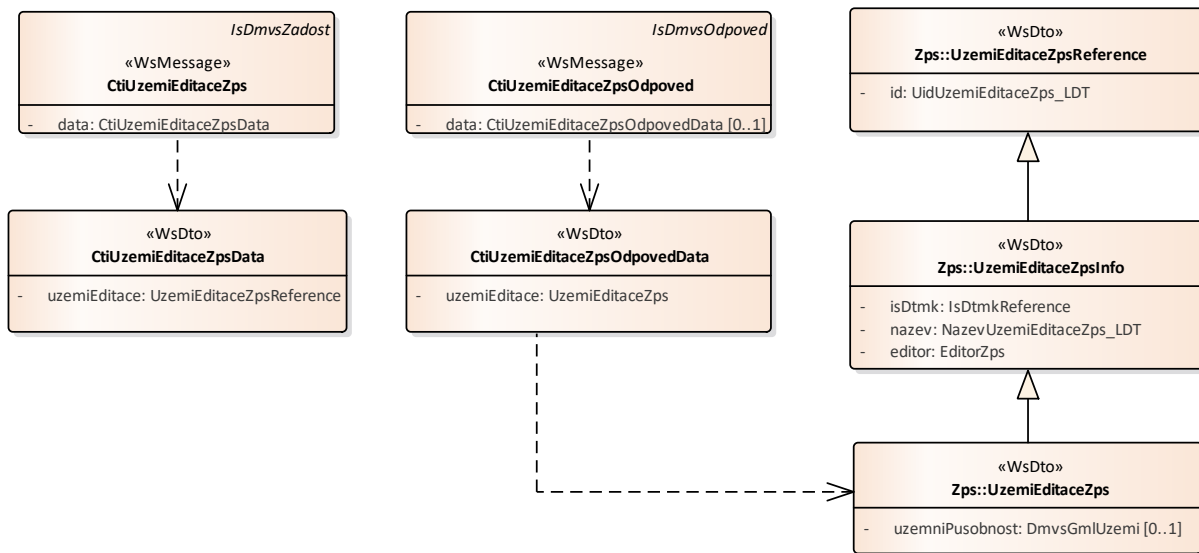 IsDmvsZadost
«WsMessage»
CtiUzemiEditaceZps
- data: CtiUzemiEditaceZpsData
IsDmvsOdpoved
«WsMessage»
CtiUzemiEditaceZpsOdpoved
- data: CtiUzemiEditaceZpsOdpovedData [0..1]
«WsDto»
Zps::UzemiEditaceZpsReference
- id: UidUzemiEditaceZps_LDT
«WsDto»
CtiUzemiEditaceZpsData
- uzemiEditace: UzemiEditaceZpsReference
«WsDto»
CtiUzemiEditaceZpsOdpovedData
- uzemiEditace: UzemiEditaceZps
«WsDto»
Zps::UzemiEditaceZpsInfo
- isDtmk: IsDtmkReference
- nazev: NazevUzemiEditaceZps_LDT
- editor: EditorZps
«WsDto»
Zps::UzemiEditaceZps
- uzemniPusobnost: DmvsGmlUzemi [0..1]